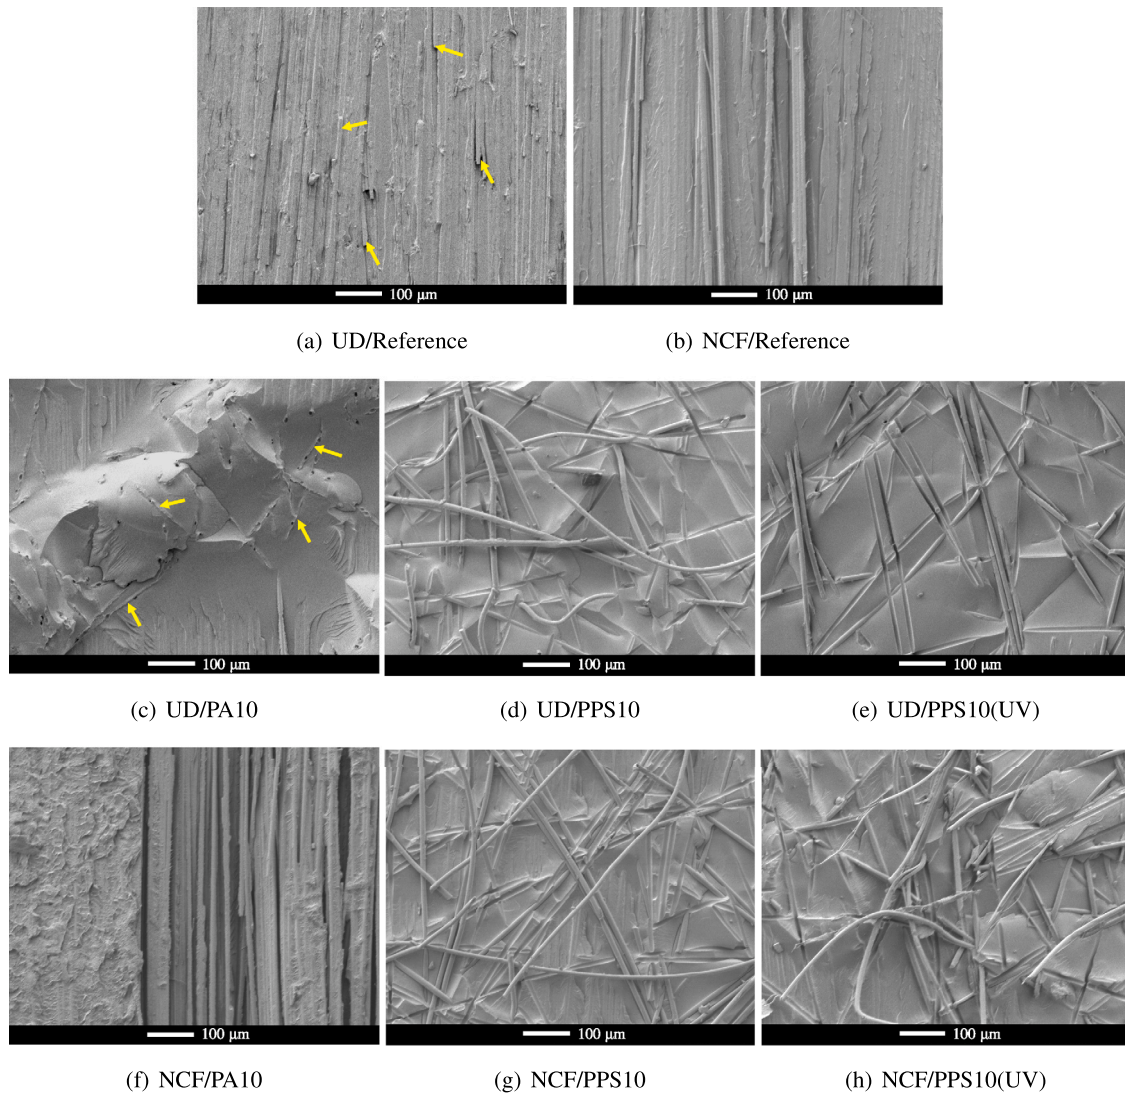 100 µm
100 µm
(a) UD/Reference
(b) NCF/Reference
100 µm
100 µm
100 µm
(c) UD/PA10
(d) UD/PPS10
(e) UD/PPS10(UV)
100 µm
100 µm
100 µm
(f) NCF/PA10
(g) NCF/PPS10
(h) NCF/PPS10(UV)